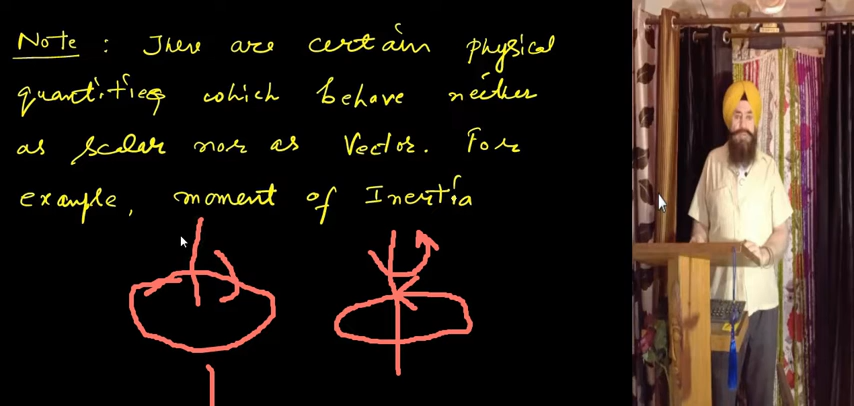 Note : There are certain physical
quantities which behave neither
as scalar nor as Vector. For
example, moment of Inertia